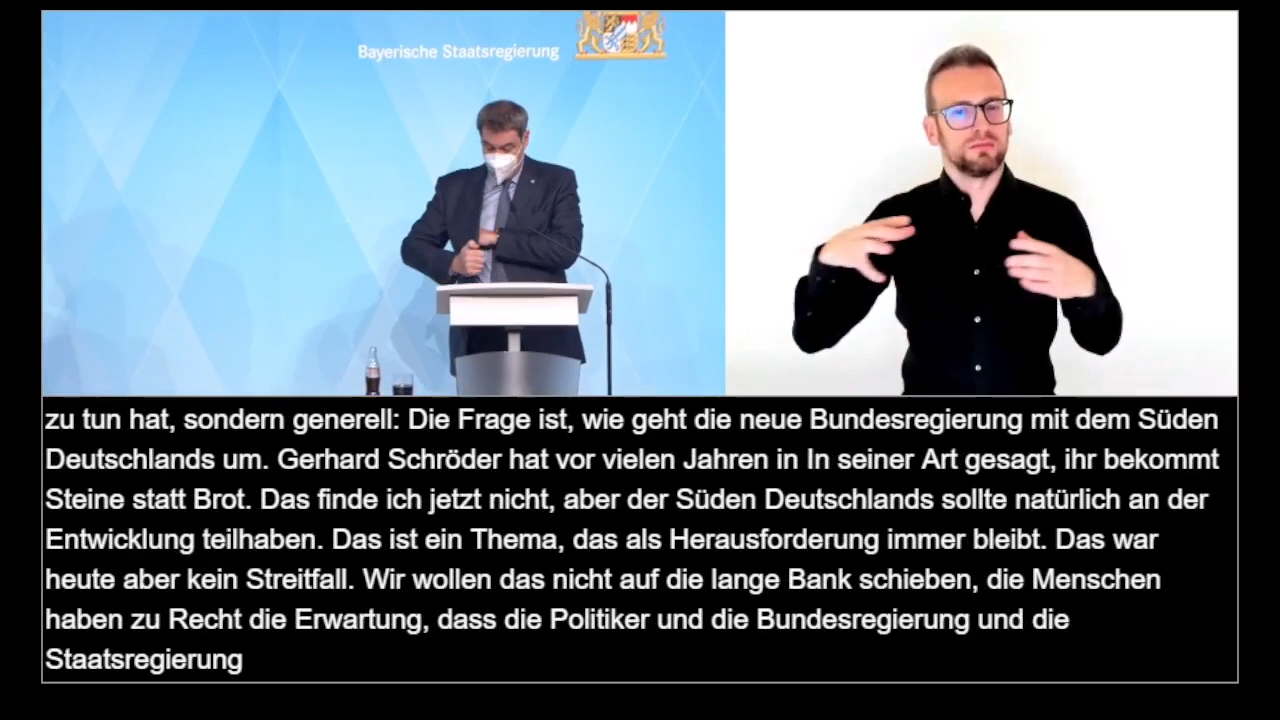 Bayerische Staatsregierung
zu tun hat, sondern generell: Die Frage ist, wie geht die neue Bundesregierung mit dem Süden
Deutschlands um. Gerhard Schröder hat vor vielen Jahren in In seiner Art gesagt, ihr bekommt
Steine statt Brot. Das finde ich jetzt nicht, aber der Süden Deutschlands sollte natürlich an der
Entwicklung teilhaben. Das ist ein Thema, das als Herausforderung immer bleibt. Das war
heute aber kein Streitfall. Wir wollen das nicht auf die lange Bank schieben, die Menschen
haben zu Recht die Erwartung, dass die Politiker und die Bundesregierung und die
Staatsregierung